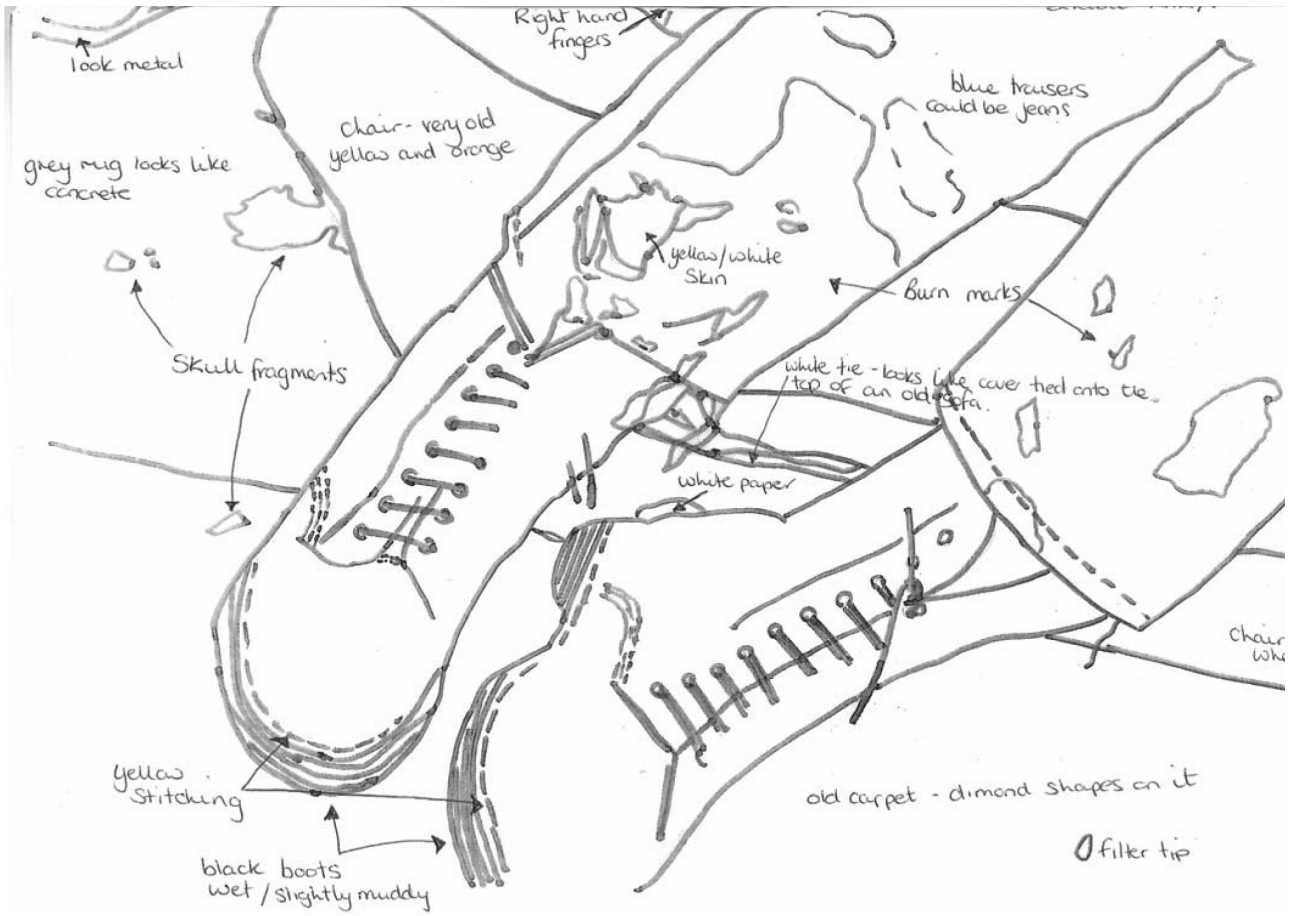 Right hand
fingers
look metal
blue trousers
could be jeans
Chair - very old
yellow and orange
grey rug looks like
concrete
yellow/white
Skin
Burn marks
Skull fragments
white tie - looks like cover tied onto tie
top of an old sofa.
white paper
Chair
yellow
Stitching
old carpet - dimond shapes on it
filter tip
black boots
wet / slightly muddy